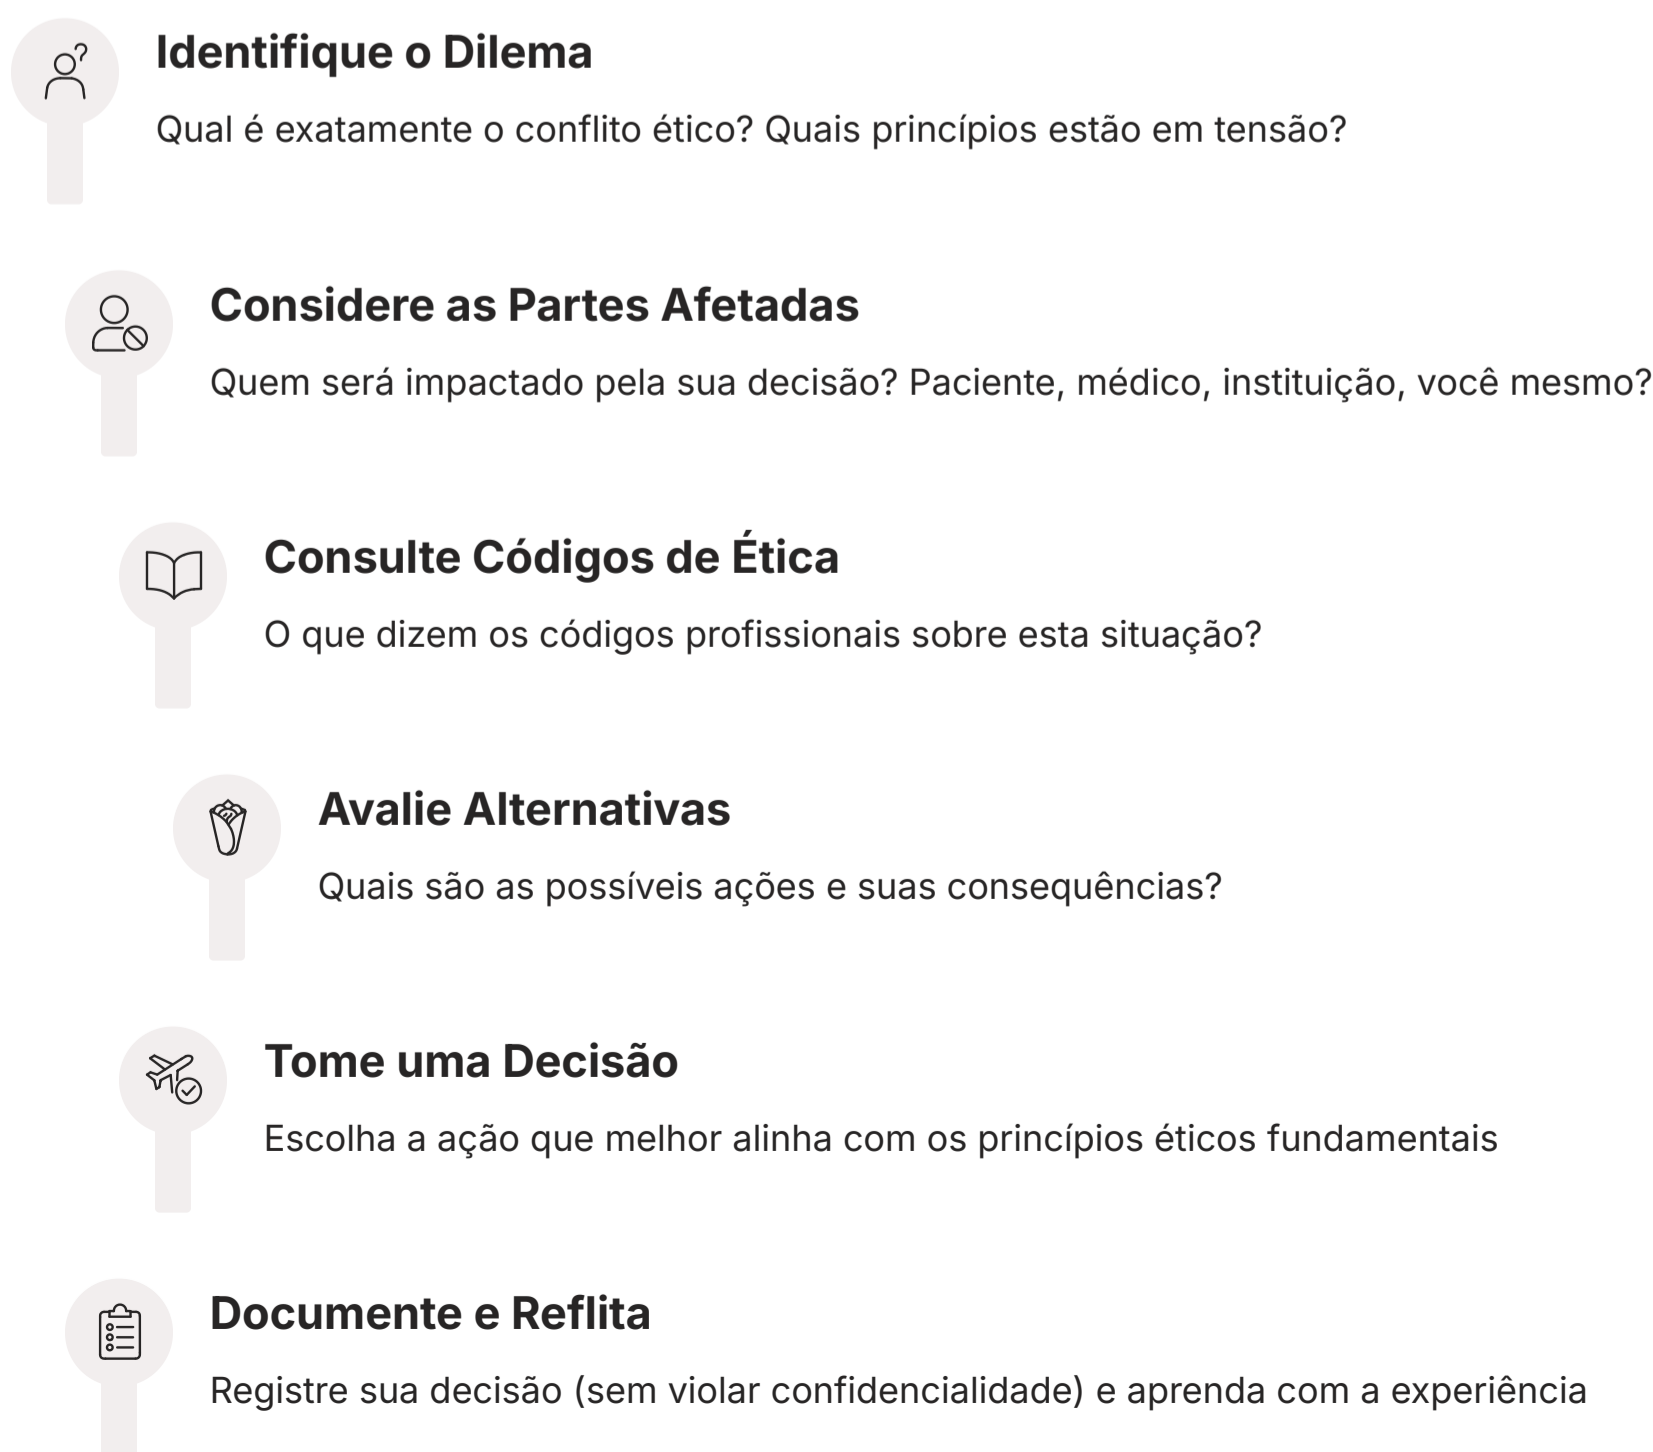 Identifique o Dilema
Qual é exatamente o conflito ético? Quais princípios estão em tensão?
Considere as Partes Afetadas
Quem será impactado pela sua decisão? Paciente, médico, instituição, você mesmo?
Consulte Códigos de Ética
O que dizem os códigos profissionais sobre esta situação?
Avalie Alternativas
Quais são as possíveis ações e suas consequências?
Tome uma Decisão
Escolha a ação que melhor alinha com os princípios éticos fundamentais
Documente e Reflita
Registre sua decisão (sem violar confidencialidade) e aprenda com a experiência